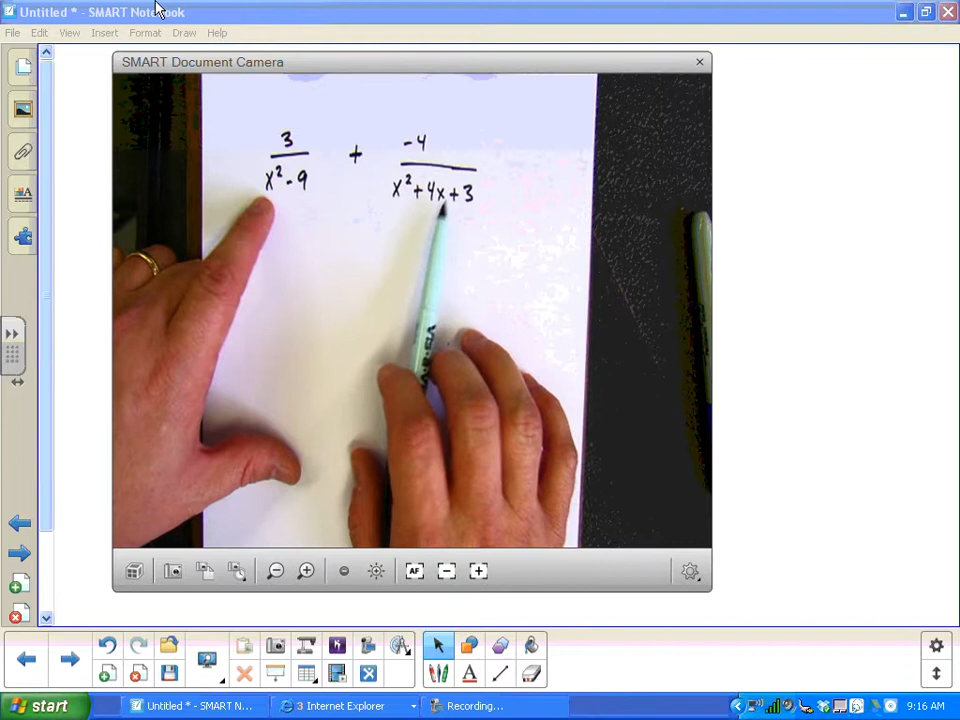 Untitled * - SMART Notebook
File Edit View Insert Format Draw Help
SMART Document Camera
3
x² - 9
+
-4
x² + 4x + 3
AF
A
start
Untitled * - SMART N...
3 Internet Explorer
Recording...
9:16 AM